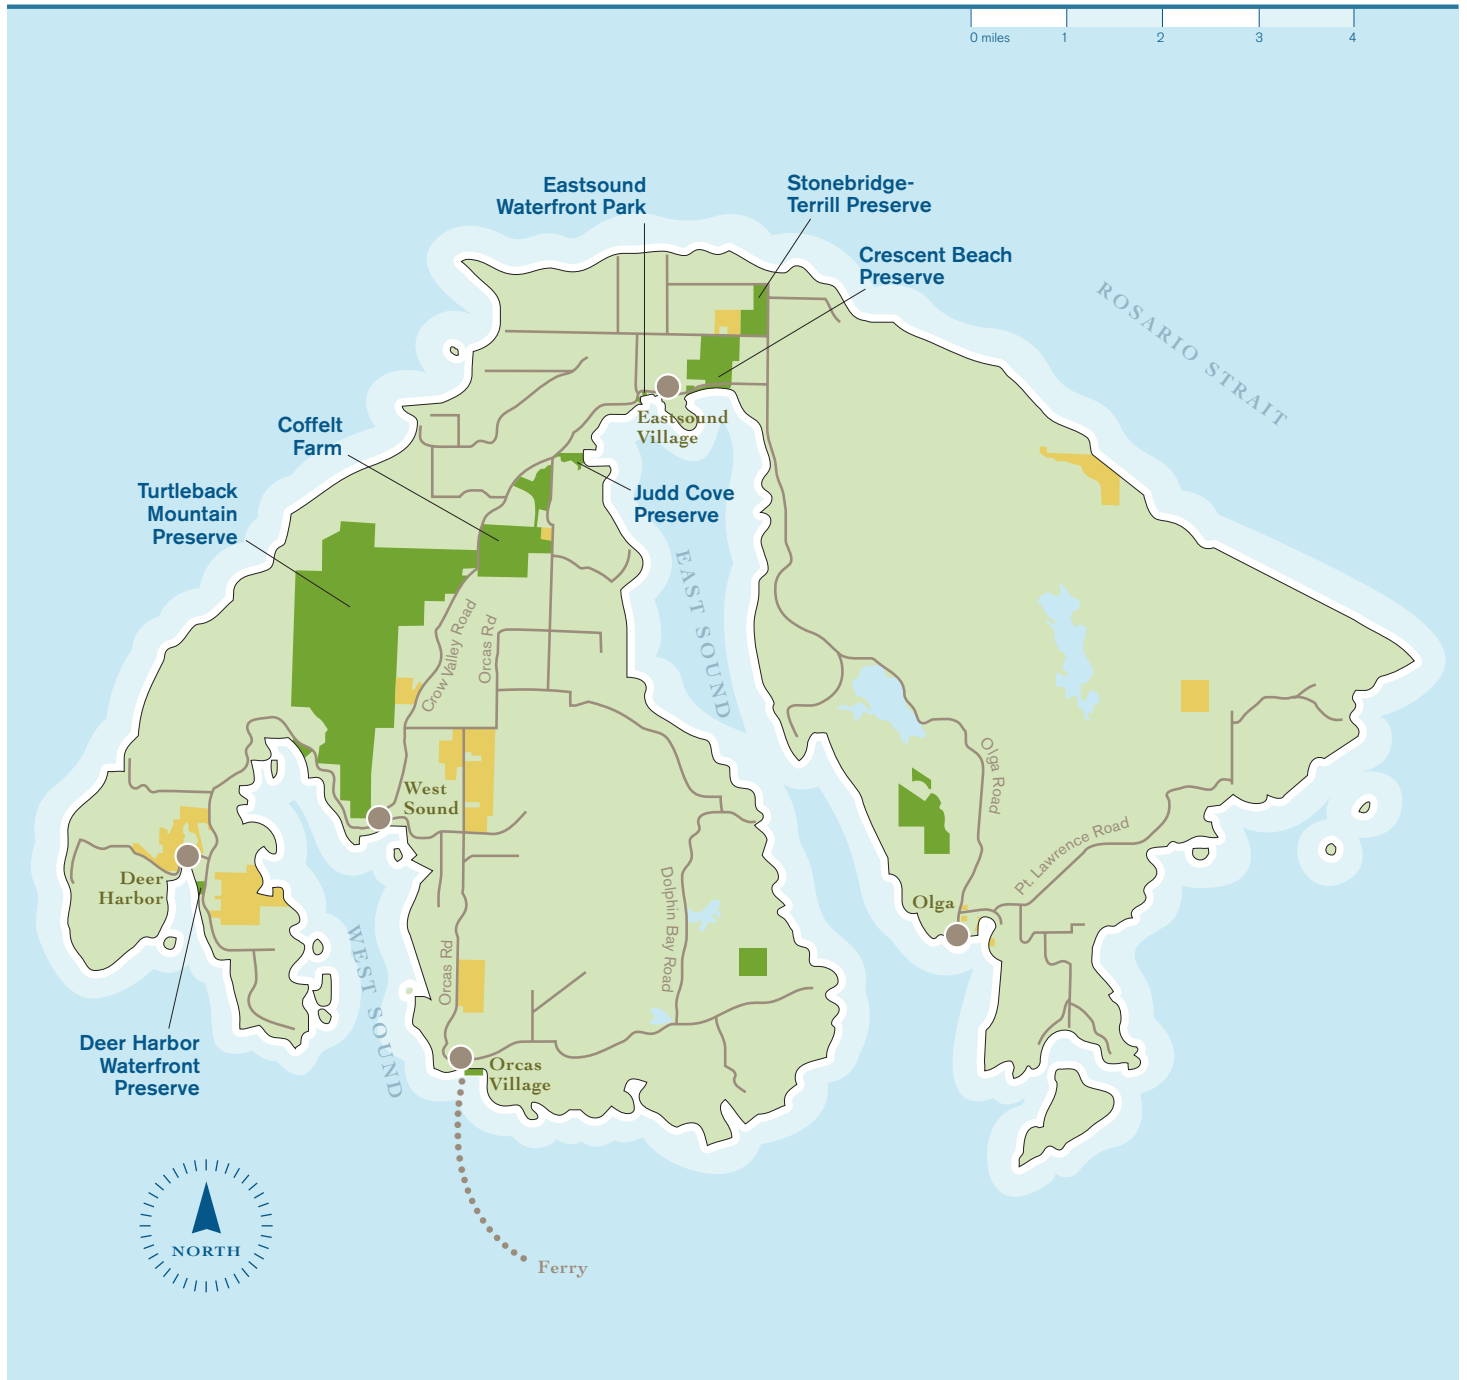 0 miles
1
2
3
4
Eastsound
Waterfront Park
Stonebridge-
Terrill Preserve
Crescent Beach
Preserve
ROSARIO STRAIT
Eastsound
Village
Coffelt
Farm
Turtleback
Mountain
Preserve
Judd Cove
Preserve
EAST SOUND
Crow Valley Road
Orcas Rd
West
Sound
Olga Road
Pt. Lawrence Road
Deer
Harbor
Olga
Dolphin Bay Road
WEST SOUND
Orcas Rd
Deer Harbor
Waterfront
Preserve
Orcas
Village
NORTH
Ferry